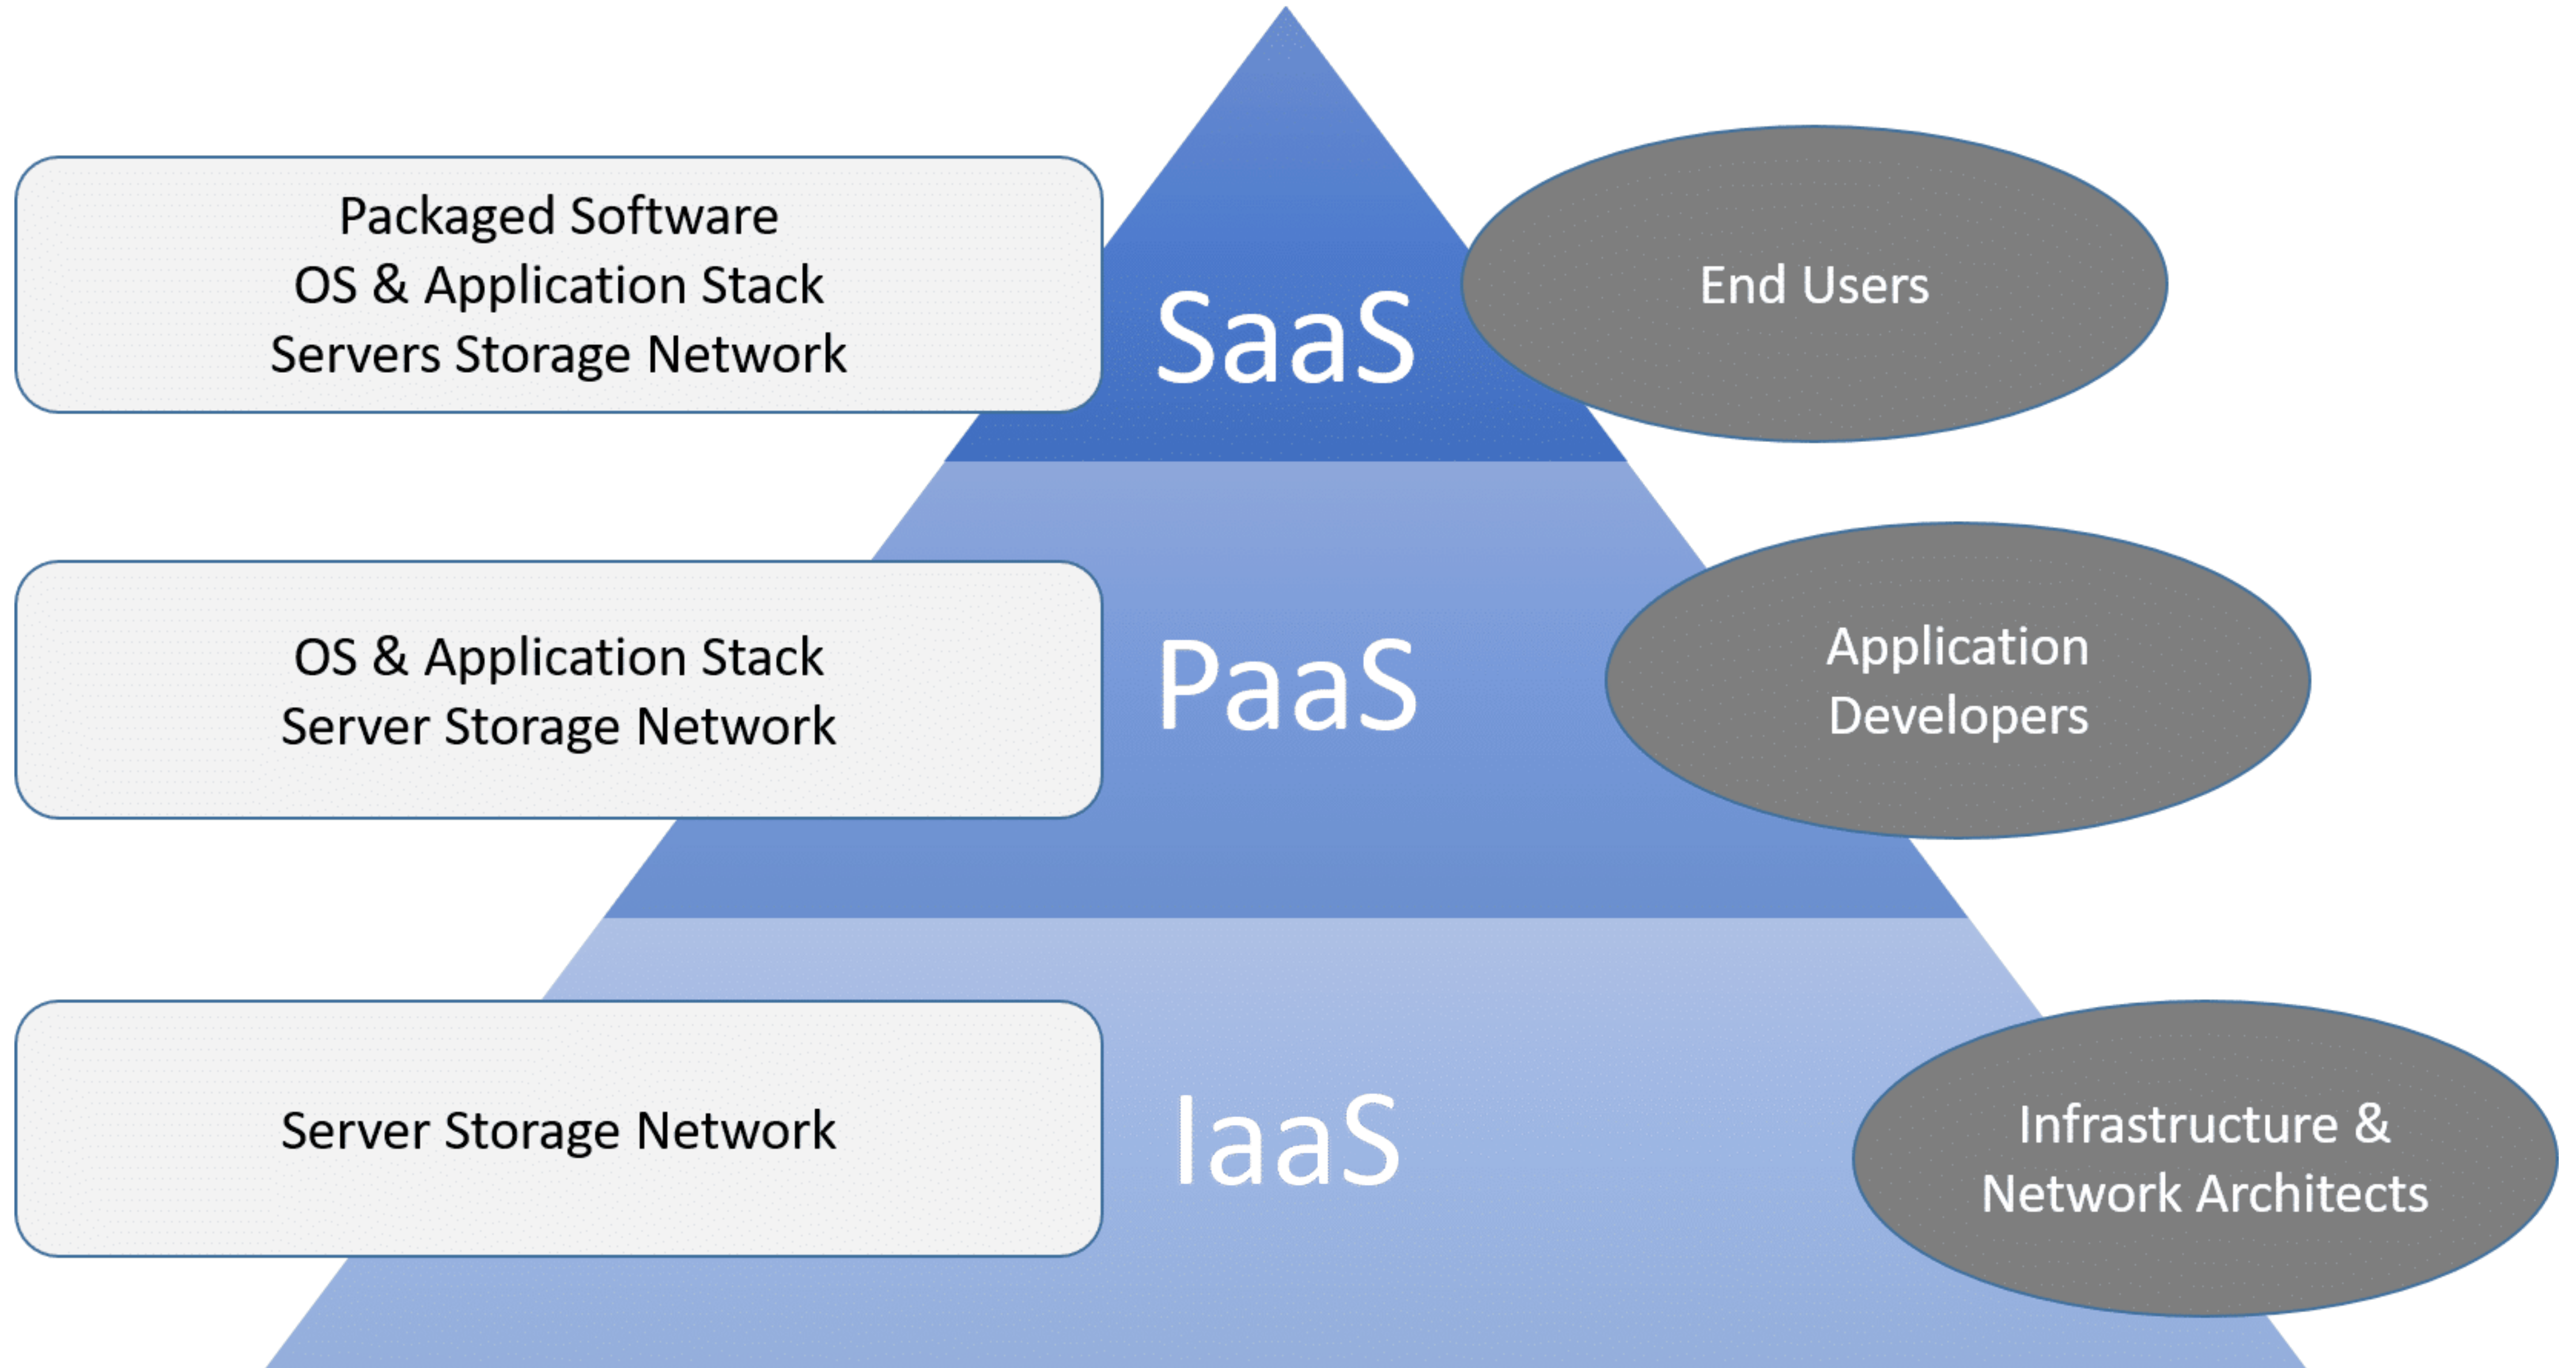 Packaged Software
OS & Application Stack
Servers Storage Network
SaaS
End Users
OS & Application Stack
Server Storage Network
PaaS
Application
Developers
Server Storage Network
IaaS
Infrastructure &
Network Architects